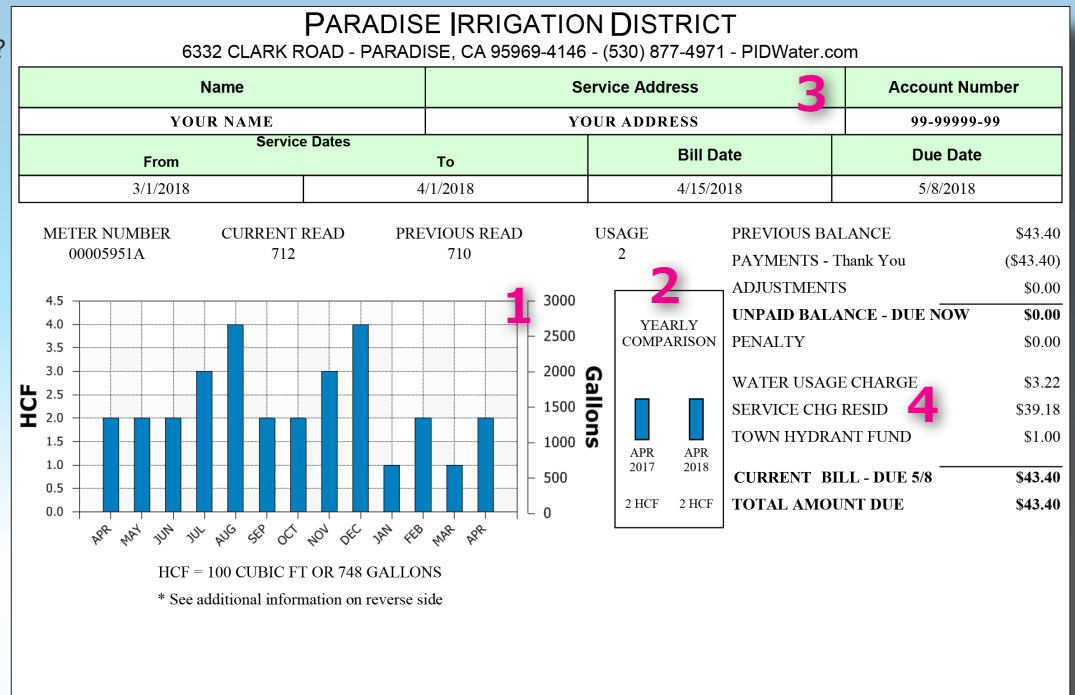 ?
PARADISE IRRIGATION DISTRICT
6332 CLARK ROAD - PARADISE, CA 95969-4146 - (530) 877-4971 - PIDWater.com
Name Service Address 3 Account Number
YOUR NAME YOUR ADDRESS 99-99999-99
Service Dates
From To Bill Date Due Date
3/1/2018 4/1/2018 4/15/2018 5/8/2018
METER NUMBER CURRENT READ PREVIOUS READ USAGE
00005951A 712 710 2
1
4.5 3000
4.0 2500
3.5
3.0 2000
2.5
2.0 1500
1.5 1000
1.0
0.5 500
0.0 0
HCF
Gallons
APR MAY JUN JUL AUG SEP OCT NOV DEC JAN FEB MAR APR
HCF = 100 CUBIC FT OR 748 GALLONS
* See additional information on reverse side
2
YEARLY
COMPARISON
APR APR
2017 2018
2 HCF 2 HCF
PREVIOUS BALANCE $43.40
PAYMENTS - Thank You ($43.40)
ADJUSTMENTS $0.00
UNPAID BALANCE - DUE NOW $0.00
PENALTY $0.00
WATER USAGE CHARGE $3.22
SERVICE CHG RESID 4 $39.18
TOWN HYDRANT FUND $1.00
CURRENT BILL - DUE 5/8 $43.40
TOTAL AMOUNT DUE $43.40